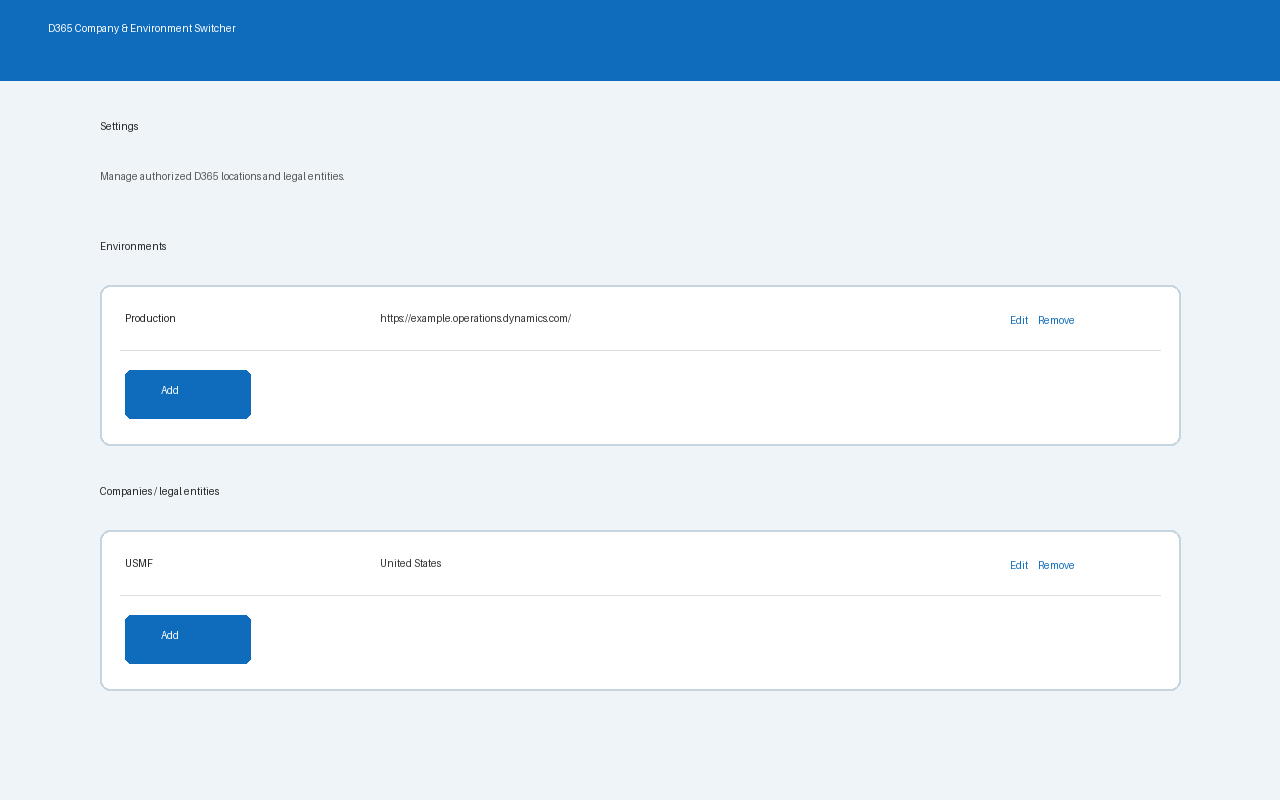 D365 Company & Environment Switcher
Settings
Manage authorized D365 locations and legal entities.
Environments
Production https://example.operations.dynamics.com/ Edit Remove
Add
Companies / legal entities
USMF United States Edit Remove
Add